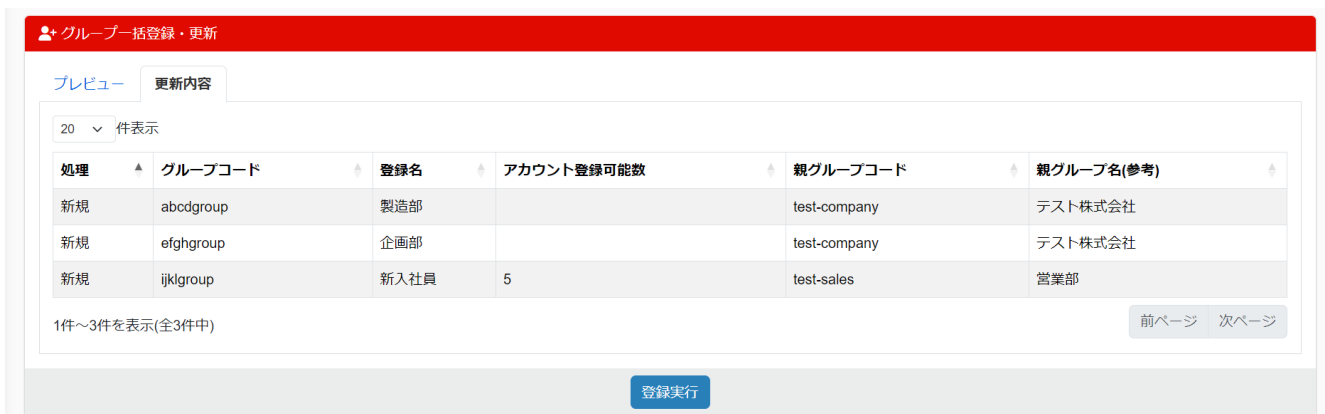 グループ一括登録・更新
プレビュー 更新内容
20 件表示
処理 グループコード 登録名 アカウント登録可能数 親グループコード 親グループ名(参考)
新規 abcdgroup 製造部 test-company テスト株式会社
新規 efghgroup 企画部 test-company テスト株式会社
新規 ijklgroup 新入社員 5 test-sales 営業部
1件～3件を表示(全3件中) 前ページ 次ページ
登録実行